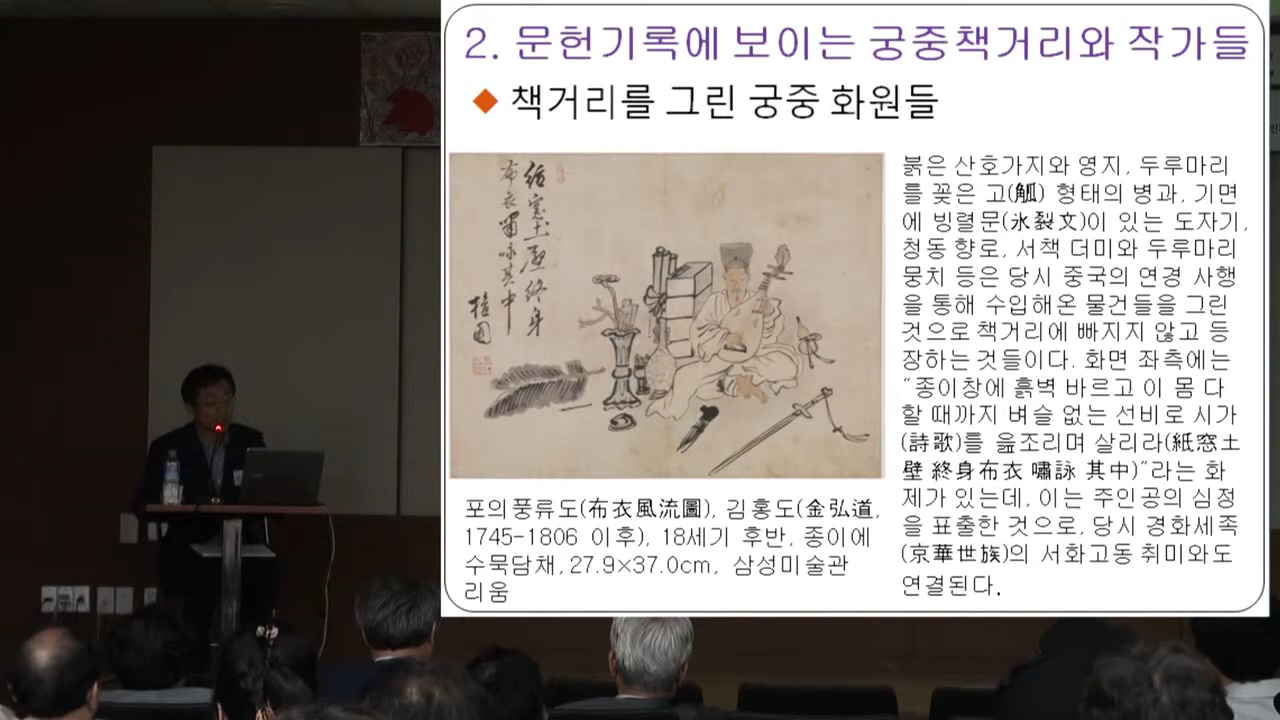 2. 문헌기록에 보이는 궁중책거리와 작가들
◆ 책거리를 그린 궁중 화원들
紙窓土壁終身
布衣嘯咏其中
檀園
포의풍류도(布衣風流圖), 김홍도(金弘道,
1745-1806 이후), 18세기 후반, 종이에
수묵담채, 27.9×37.0cm, 삼성미술관
리움
붉은 산호가지와 영지, 두루마리
를 꽂은 고(觚) 형태의 병과, 기면
에 빙렬문(氷裂文)이 있는 도자기,
청동 향로, 서책 더미와 두루마리
뭉치 등은 당시 중국의 연경 사행
을 통해 수입해온 물건들을 그린
것으로 책거리에 빠지지 않고 등
장하는 것들이다. 화면 좌측에는
“종이창에 흙벽 바르고 이 몸 다
할 때까지 벼슬 없는 선비로 시가
(詩歌)를 읊조리며 살리라(紙窓土
壁 終身布衣 嘯詠 其中)”라는 화
제가 있는데, 이는 주인공의 심정
을 표출한 것으로, 당시 경화세족
(京華世族)의 서화고동 취미와도
연결된다.